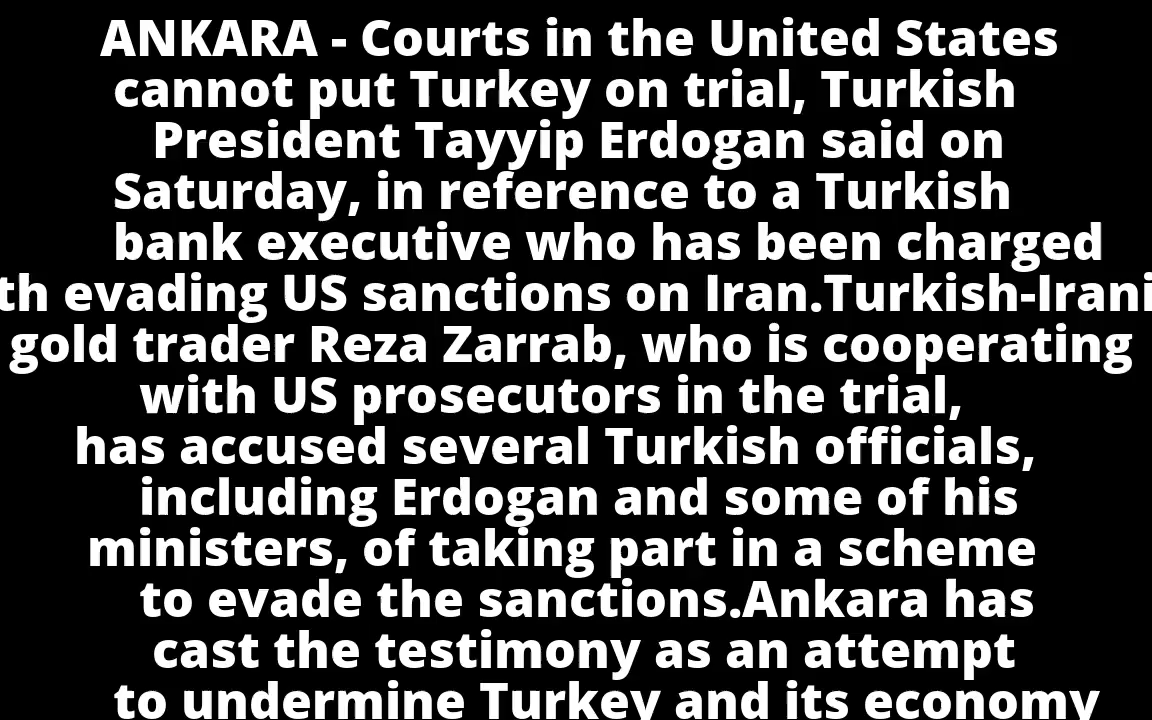 ANKARA - Courts in the United States
cannot put Turkey on trial, Turkish
President Tayyip Erdogan said on
Saturday, in reference to a Turkish
bank executive who has been charged
th evading US sanctions on Iran.Turkish-Irani
gold trader Reza Zarrab, who is cooperating
with US prosecutors in the trial,
has accused several Turkish officials,
including Erdogan and some of his
ministers, of taking part in a scheme
to evade the sanctions.Ankara has
cast the testimony as an attempt
to undermine Turkey and its economy